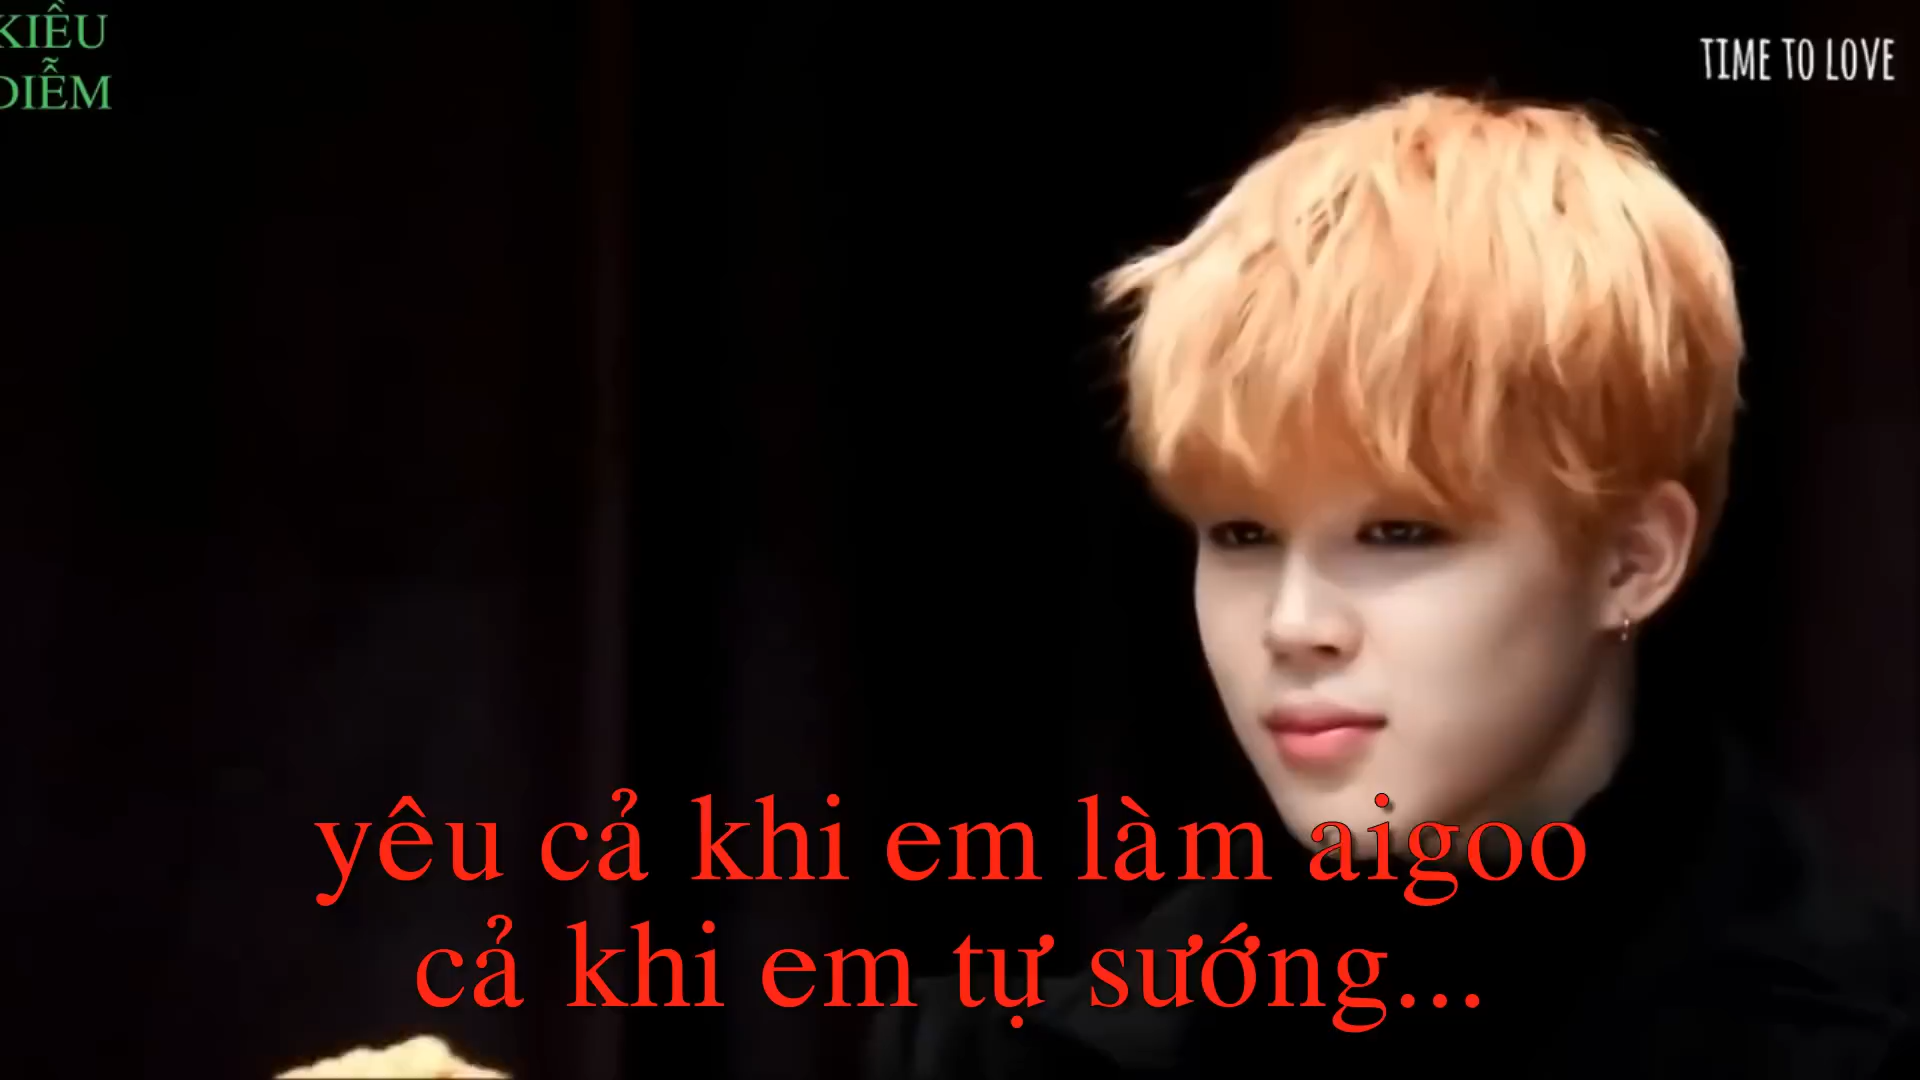 KIỀU
DIỄM
TIME TO LOVE
yêu cả khi em làm aigoo
cả khi em tự sướng...